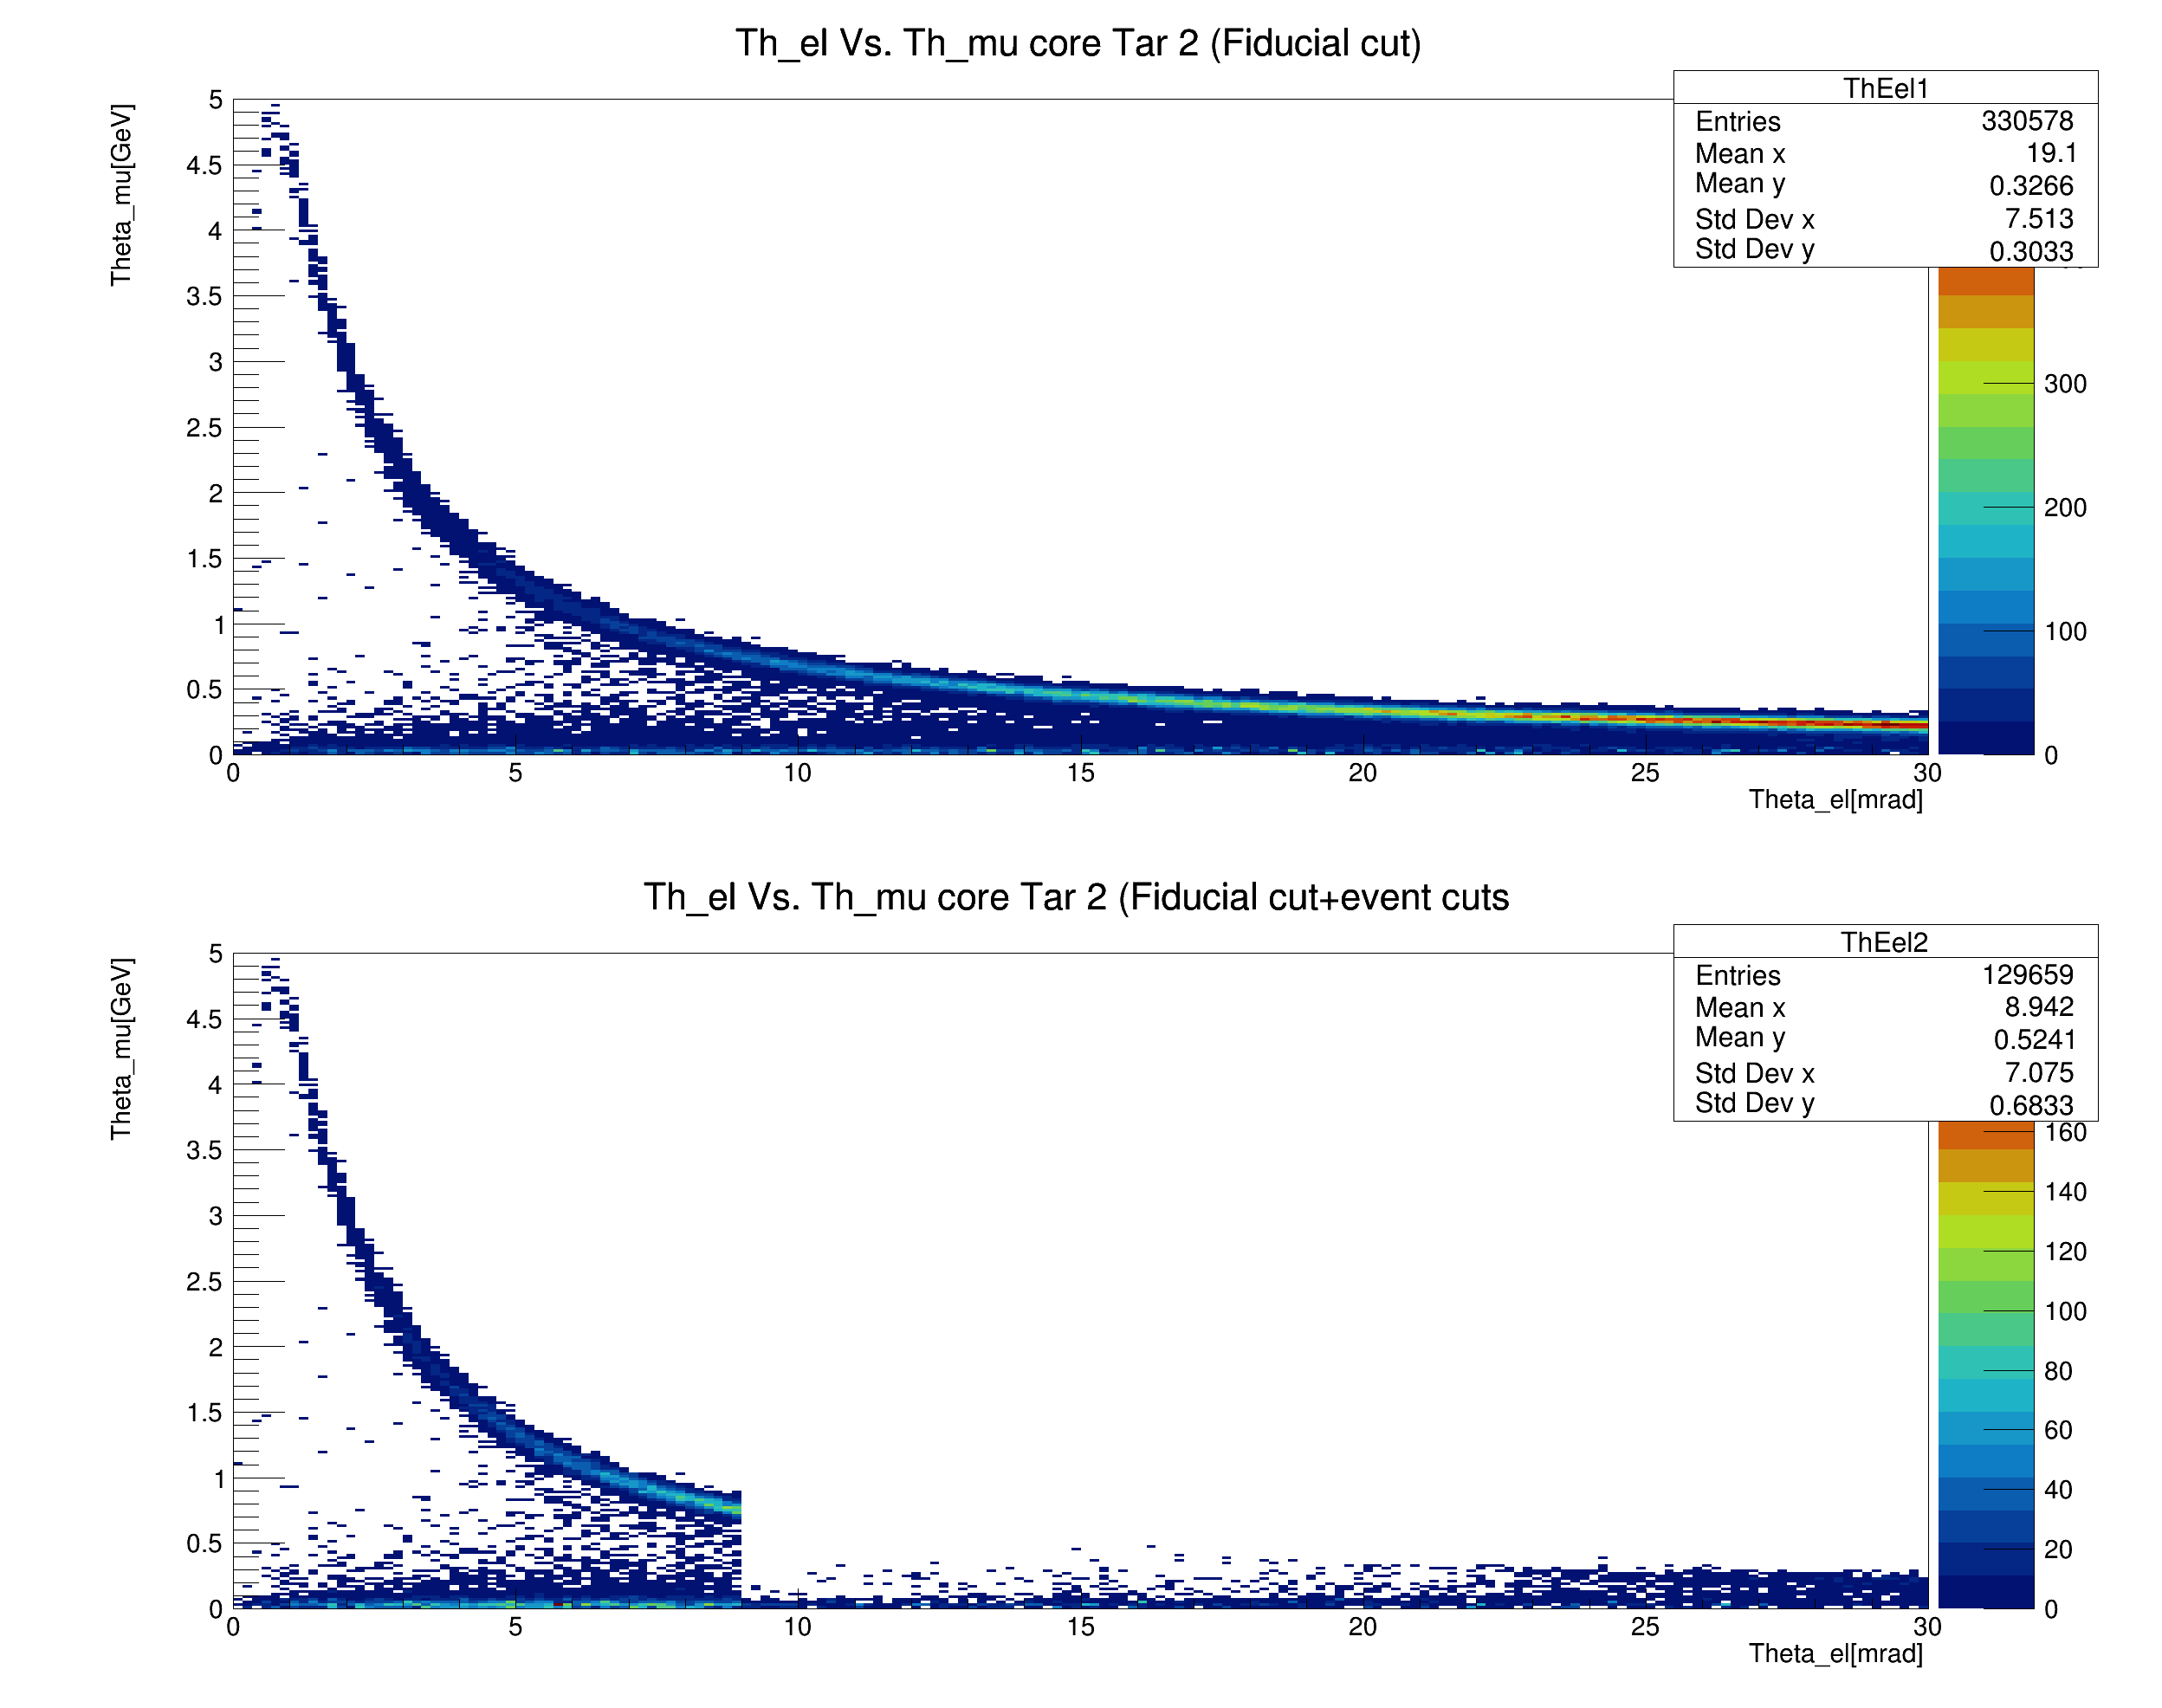 Th_el Vs. Th_mu core Tar 2 (Fiducial cut)
ThEel1
Entries 330578
Mean x 19.1
Mean y 0.3266
Std Dev x 7.513
Std Dev y 0.3033
Theta_mu[GeV]
5
4.5
4
3.5
3
2.5
2
1.5
1
0.5
0
0 5 10 15 20 25 30
Theta_el[mrad]
300
200
100
0
Th_el Vs. Th_mu core Tar 2 (Fiducial cut+event cuts
ThEel2
Entries 129659
Mean x 8.942
Mean y 0.5241
Std Dev x 7.075
Std Dev y 0.6833
Theta_mu[GeV]
5
4.5
4
3.5
3
2.5
2
1.5
1
0.5
0
0 5 10 15 20 25 30
Theta_el[mrad]
160
140
120
100
80
60
40
20
0